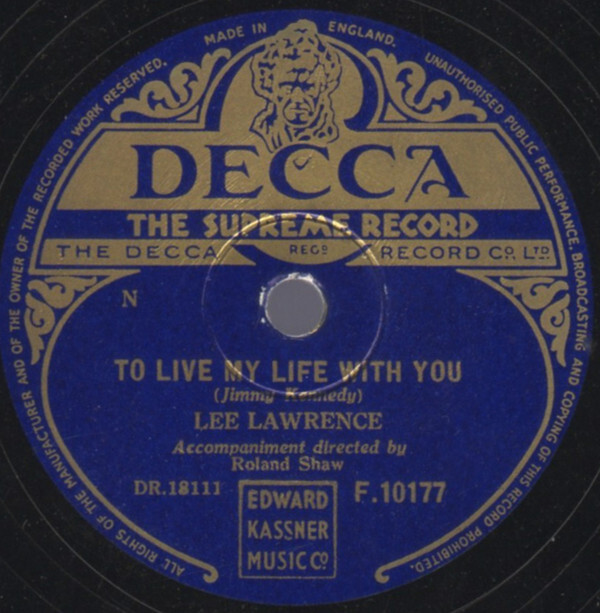 ALL RIGHTS OF THE MANUFACTURER AND OF THE OWNER OF THE RECORDED WORK RESERVED.
MADE IN ENGLAND.
UNAUTHORISED PUBLIC PERFORMANCE, BROADCASTING AND COPYING OF THIS RECORD PROHIBITED.
DECCA
THE SUPREME RECORD
THE DECCA REGD RECORD CO. LTD
N
TO LIVE MY LIFE WITH YOU
(Jimmy Kennedy)
LEE LAWRENCE
Accompaniment directed by
Roland Shaw
DR.18111
F.10177
EDWARD
KASSNER
MUSIC CO.